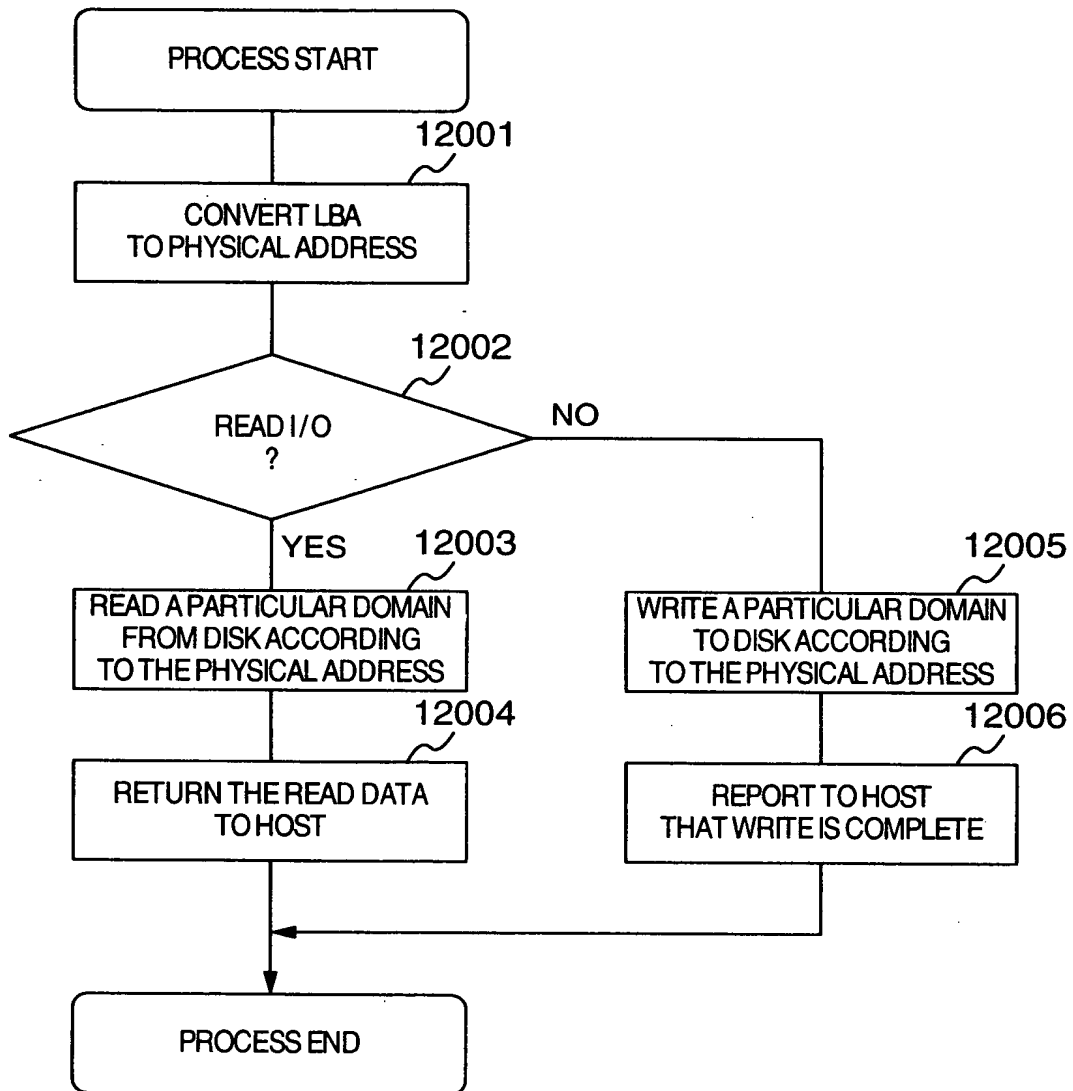 PROCESS START
12001
CONVERT LBA
TO PHYSICAL ADDRESS
12002
READ I/O
?
NO
YES
12003
READ A PARTICULAR DOMAIN
FROM DISK ACCORDING
TO THE PHYSICAL ADDRESS
12005
WRITE A PARTICULAR DOMAIN
TO DISK ACCORDING
TO THE PHYSICAL ADDRESS
12004
RETURN THE READ DATA
TO HOST
12006
REPORT TO HOST
THAT WRITE IS COMPLETE
PROCESS END